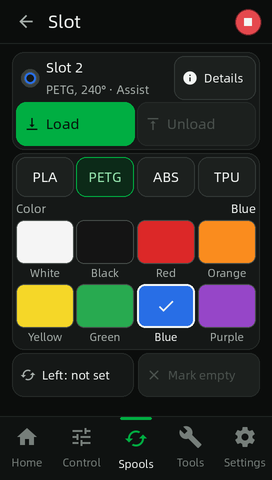 Slot
Slot 2
PETG, 240° · Assist
Details
Load
Unload
PLA
PETG
ABS
TPU
Color
Blue
White
Black
Red
Orange
Yellow
Green
Blue
Purple
Left: not set
Mark empty
Home
Control
Spools
Tools
Settings